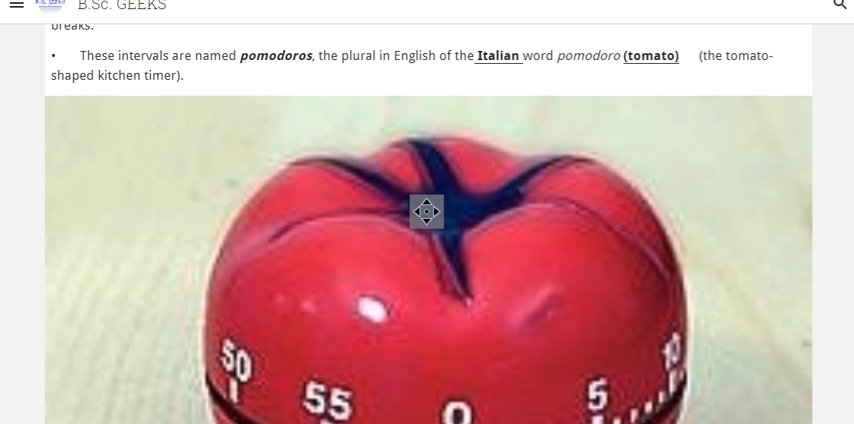 B.Sc. GEEKS
breaks.
• These intervals are named pomodoros, the plural in English of the Italian word pomodoro (tomato) (the tomato-
shaped kitchen timer).
50
55
0
5
10